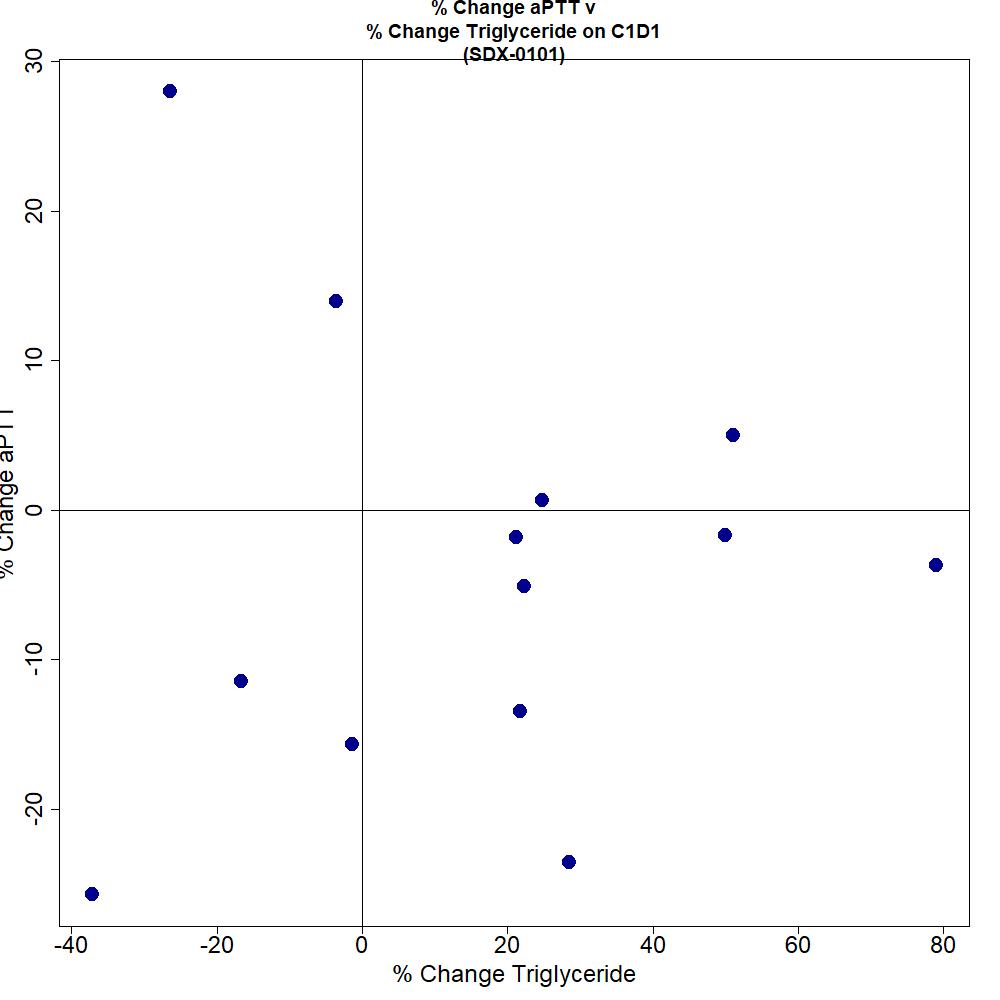 % Change aPTT v
% Change Triglyceride on C1D1
(SDX-0101)
30
20
10
0
-10
-20
% Change aPTT
-40
-20
0
20
40
60
80
% Change Triglyceride